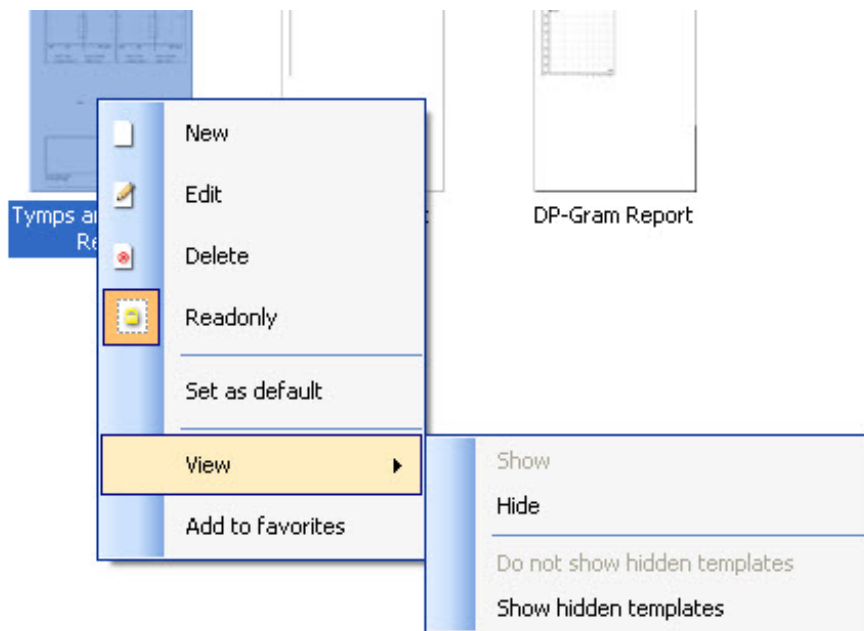 New
Edit
Tymps
DP-Gram Report
Delete
Readonly
Set as default
View
Show
Hide
Add to favorites
Do not show hidden templates
Show hidden templates